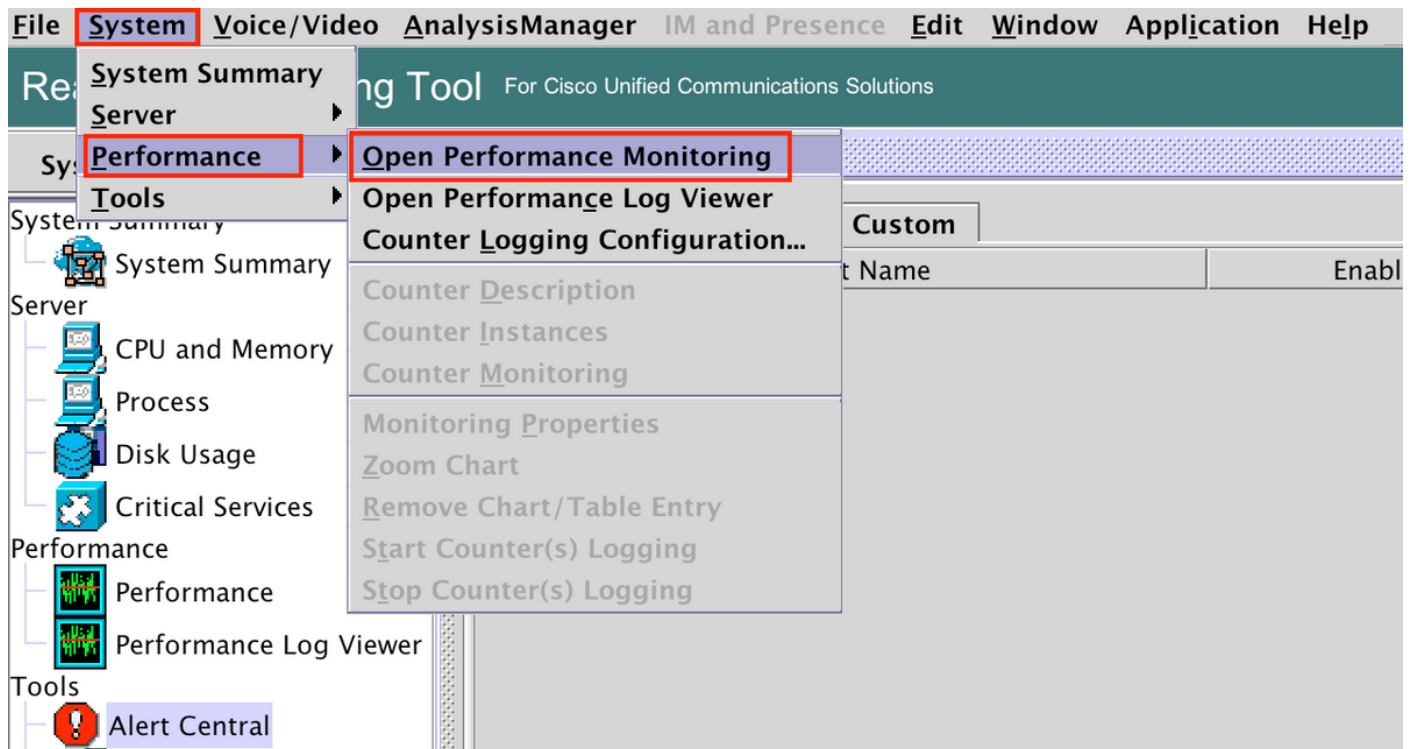 File System Voice/Video AnalysisManager IM and Presence Edit Window Application Help
Re ng Tool For Cisco Unified Communications Solutions
System Summary
Server
Performance
Tools
Open Performance Monitoring
Open Performance Log Viewer
Counter Logging Configuration...
Counter Description
Counter Instances
Counter Monitoring
Monitoring Properties
Zoom Chart
Remove Chart/Table Entry
Start Counter(s) Logging
Stop Counter(s) Logging
Sys
Custom
t Name Enabl
System Summary
System Summary
Server
CPU and Memory
Process
Disk Usage
Critical Services
Performance
Performance
Performance Log Viewer
Tools
Alert Central